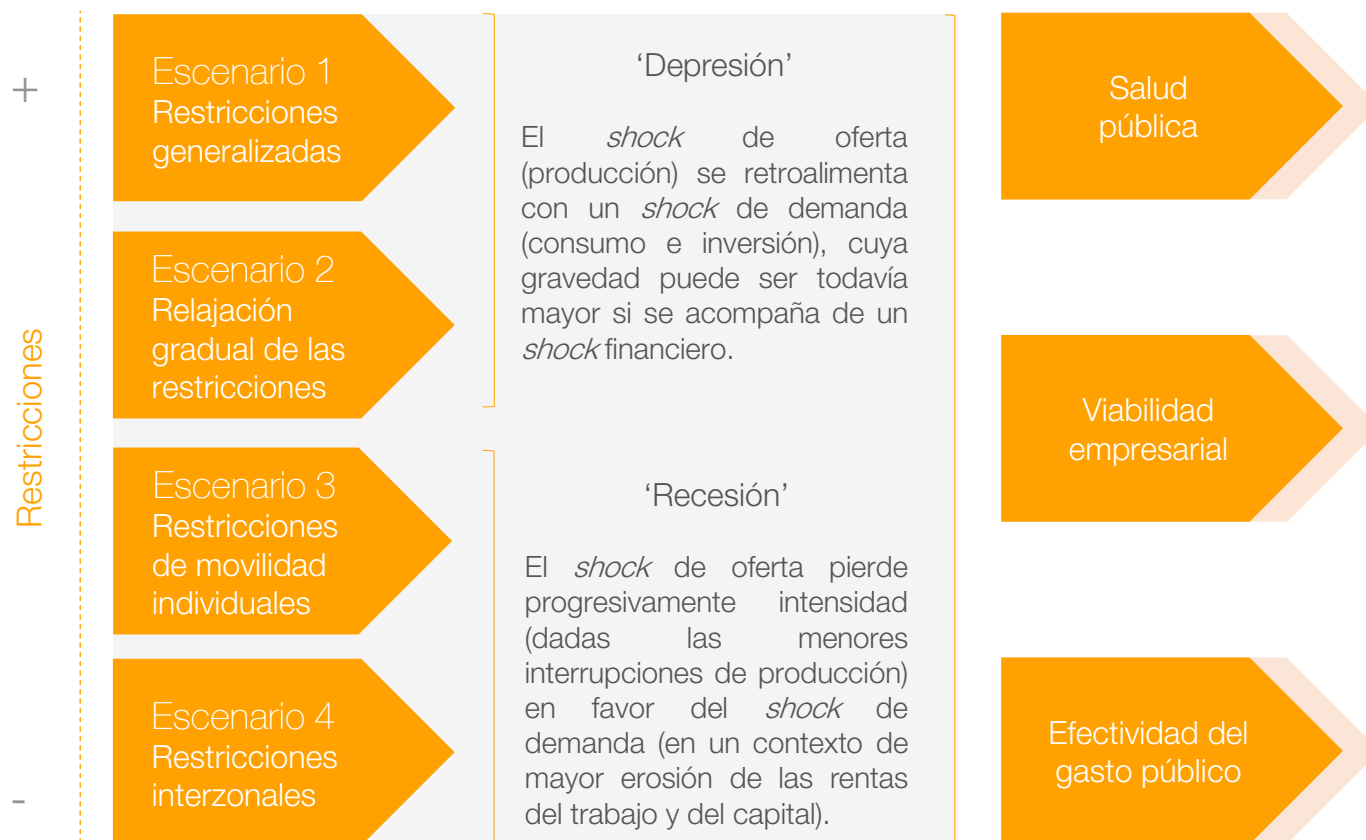 Restricciones
+
-
Escenario 1
Restricciones
generalizadas
Escenario 2
Relajación
gradual de las
restricciones
Escenario 3
Restricciones
de movilidad
individuales
Escenario 4
Restricciones
interzonales
‘Depresión’
El shock de oferta
(producción) se retroalimenta
con un shock de demanda
(consumo e inversión), cuya
gravedad puede ser todavía
mayor si se acompaña de un
shock financiero.
‘Recesión’
El shock de oferta pierde
progresivamente intensidad
(dadas las menores
interrupciones de producción)
en favor del shock de
demanda (en un contexto de
mayor erosión de las rentas
del trabajo y del capital).
Salud
pública
Viabilidad
empresarial
Efectividad del
gasto público